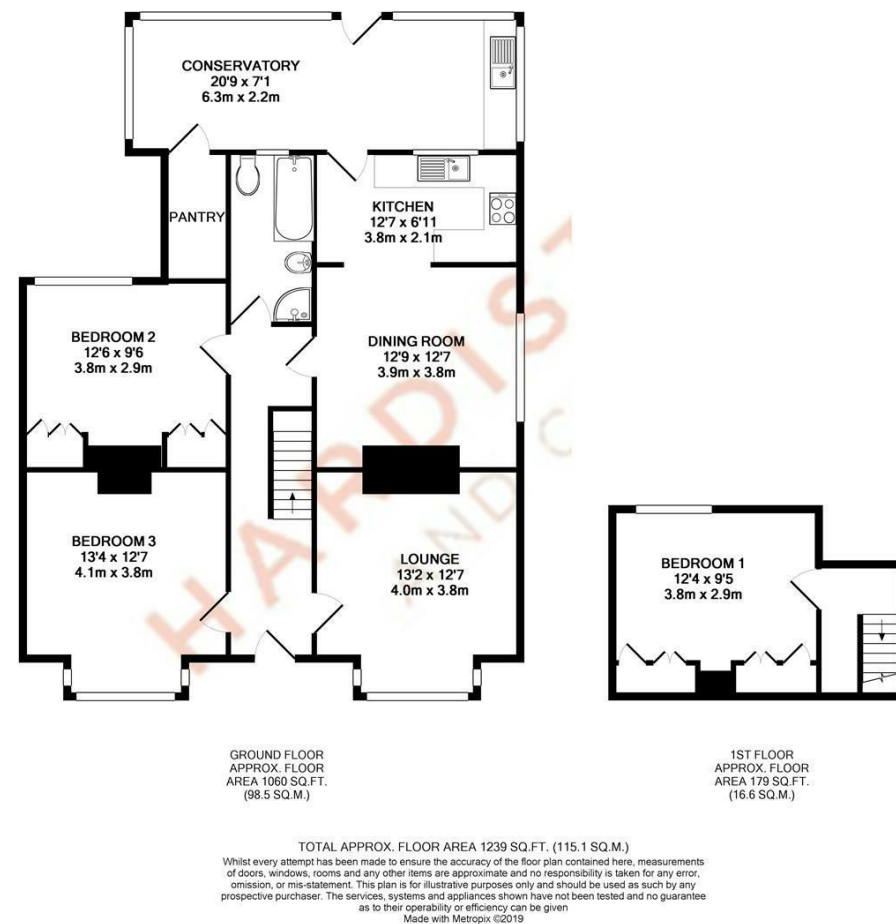 CONSERVATORY
20'9 x 7'1
6.3m x 2.2m
PANTRY
KITCHEN
12'7 x 6'11
3.8m x 2.1m
BEDROOM 2
12'6 x 9'6
3.8m x 2.9m
DINING ROOM
12'9 x 12'7
3.9m x 3.8m
BEDROOM 3
13'4 x 12'7
4.1m x 3.8m
LOUNGE
13'2 x 12'7
4.0m x 3.8m
BEDROOM 1
12'4 x 9'5
3.8m x 2.9m
HARDIS
AND
GROUND FLOOR
APPROX. FLOOR
AREA 1060 SQ.FT.
(98.5 SQ.M.)
1ST FLOOR
APPROX. FLOOR
AREA 179 SQ.FT.
(16.6 SQ.M.)
TOTAL APPROX. FLOOR AREA 1239 SQ.FT. (115.1 SQ.M.)
Whilst every attempt has been made to ensure the accuracy of the floor plan contained here, measurements
of doors, windows, rooms and any other items are approximate and no responsibility is taken for any error,
omission, or mis-statement. This plan is for illustrative purposes only and should be used as such by any
prospective purchaser. The services, systems and appliances shown have not been tested and no guarantee
as to their operability or efficiency can be given
Made with Metropix ©2019